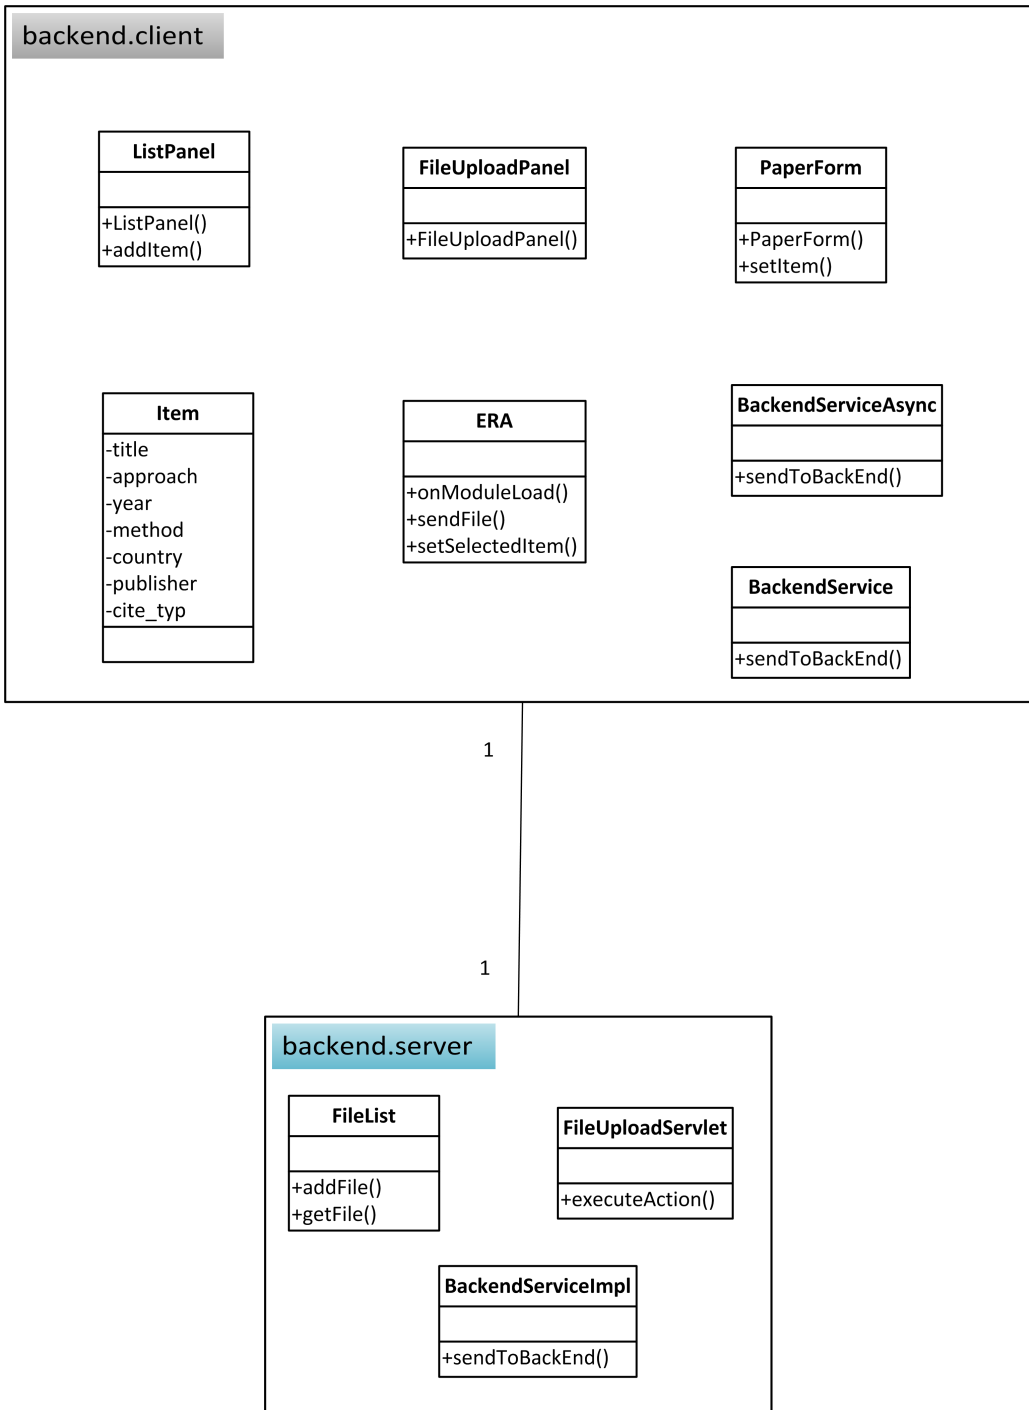 backend.client
ListPanel
+ListPanel()
+addItem()
FileUploadPanel
+FileUploadPanel()
PaperForm
+PaperForm()
+setItem()
Item
-title
-approach
-year
-method
-country
-publisher
-cite_typ
ERA
+onModuleLoad()
+sendFile()
+setSelectedItem()
BackendServiceAsync
+sendToBackEnd()
BackendService
+sendToBackEnd()
1
1
backend.server
FileList
+addFile()
+getFile()
FileUploadServlet
+executeAction()
BackendServiceImpl
+sendToBackEnd()